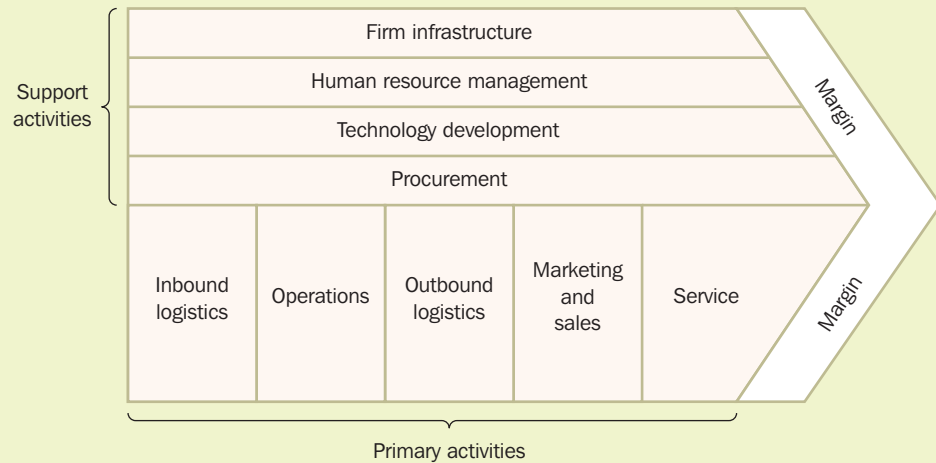 Firm infrastructure
Human resource management
Support
activities
Technology development
Procurement
Margin
Inbound
logistics
Operations
Outbound
logistics
Marketing
and
sales
Service
Margin
Primary activities